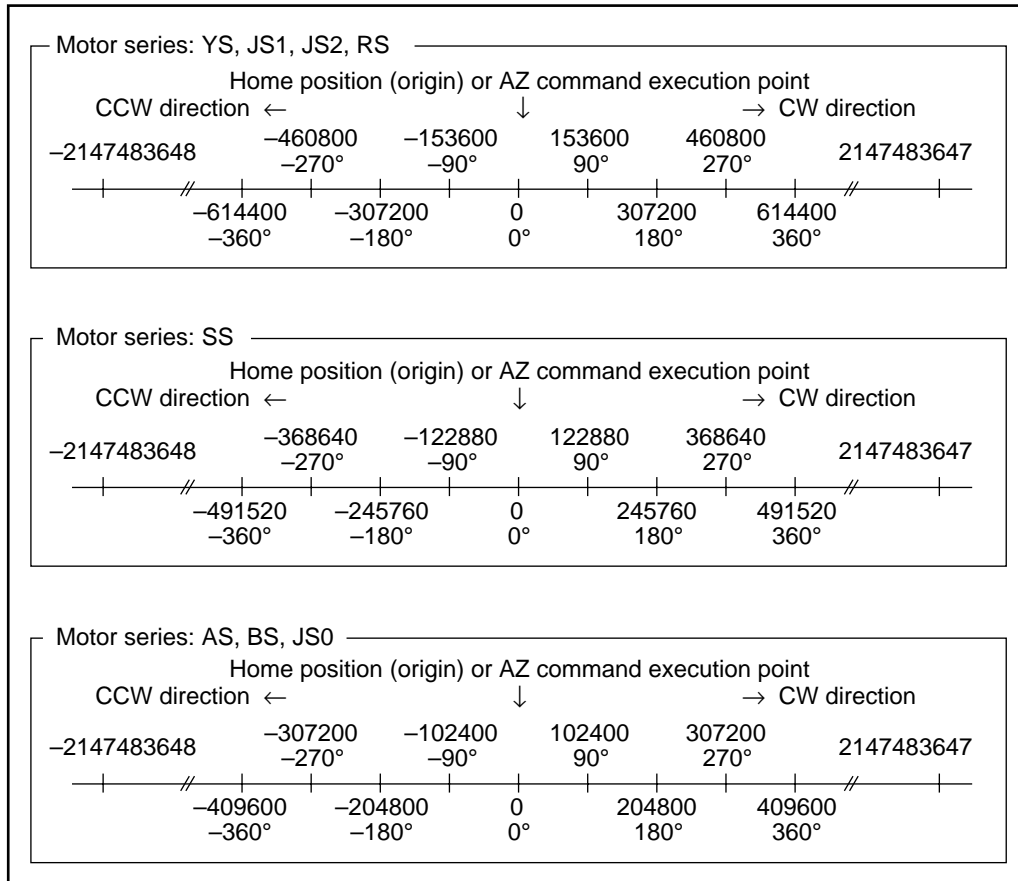 Motor series: YS, JS1, JS2, RS
Home position (origin) or AZ command execution point
CCW direction ← ↓ → CW direction
–2147483648 –460800 –153600 153600 460800 2147483647
–270° –90° 90° 270°
–614400 –307200 0 307200 614400
–360° –180° 0° 180° 360°
Motor series: SS
Home position (origin) or AZ command execution point
CCW direction ← ↓ → CW direction
–2147483648 –368640 –122880 122880 368640 2147483647
–270° –90° 90° 270°
–491520 –245760 0 245760 491520
–360° –180° 0° 180° 360°
Motor series: AS, BS, JS0
Home position (origin) or AZ command execution point
CCW direction ← ↓ → CW direction
–2147483648 –307200 –102400 102400 307200 2147483647
–270° –90° 90° 270°
–409600 –204800 0 204800 409600
–360° –180° 0° 180° 360°